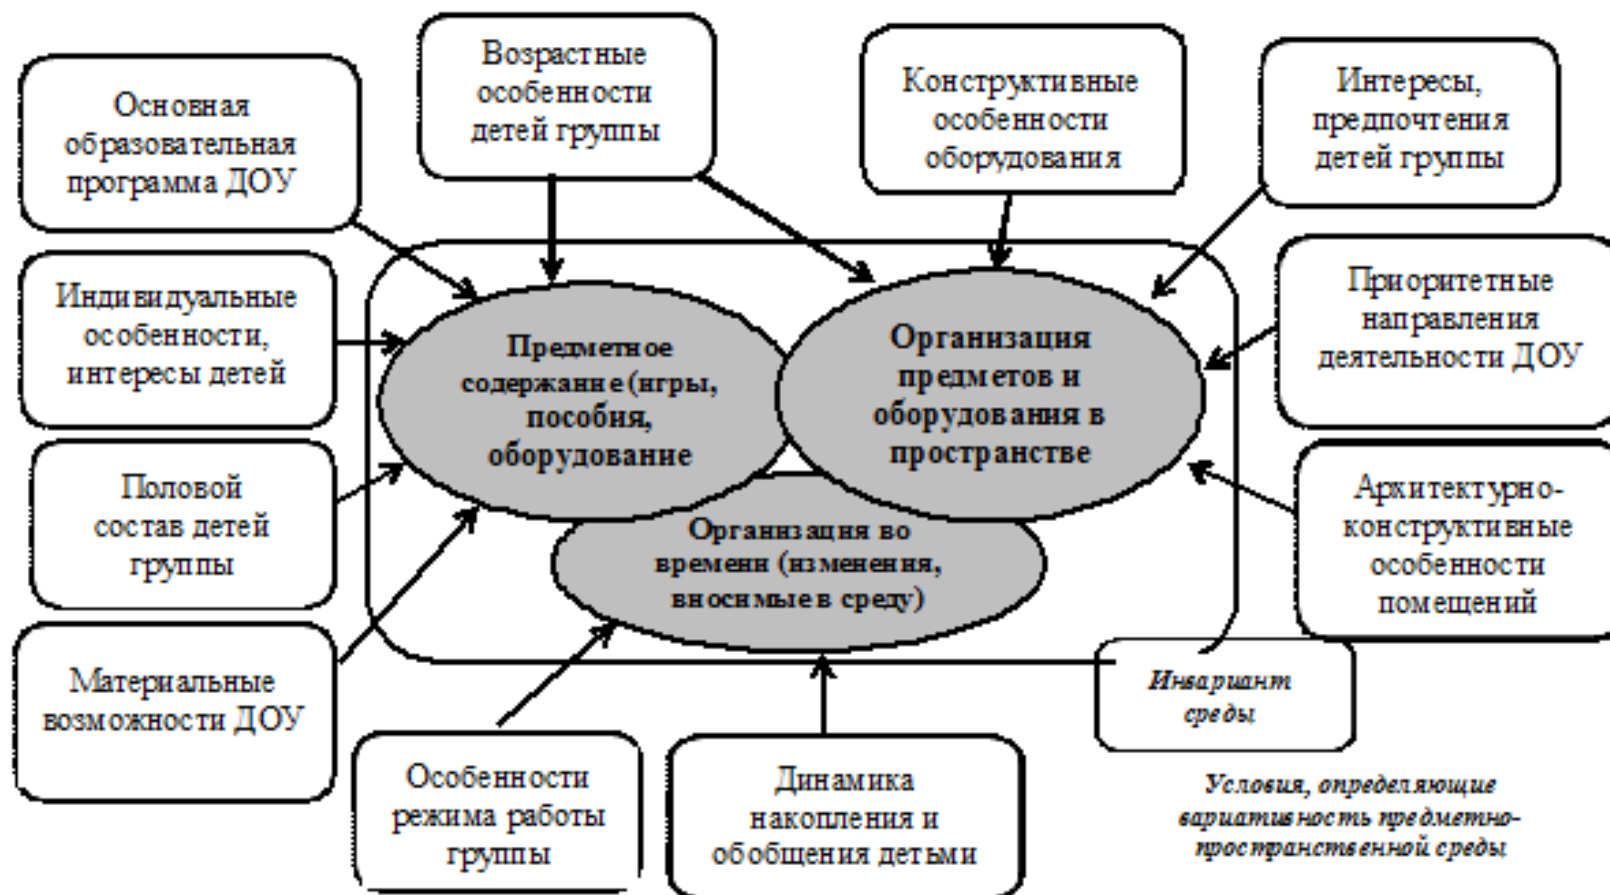 Основная
образовательная
программа ДОУ
Возрастные
особенности
детей группы
Конструктивные
особенности
оборудования
Интересы,
предпочтения
детей группы
Индивидуальные
особенности,
интересы детей
Предметное
содержание (игры,
пособия,
оборудование
Организация
предметов и
оборудования в
пространстве
Приоритетные
направления
деятельности ДОУ
Половой
состав детей
группы
Организация во
времени (изменения,
вносимые в среду)
Архитектурно-
конструктивные
особенности
помещений
Материальные
возможности ДОУ
Инвариант
среды
Особенности
режима работы
группы
Динамика
накопления и
обобщения детьми
Условия, определяющие
вариативность предметно-
пространственной среды